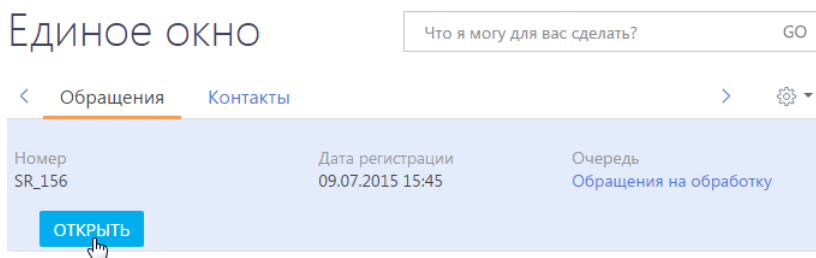 Единое окно
Что я могу для вас сделать? GO
Обращения Контакты
Номер Дата регистрации Очередь
SR_156 09.07.2015 15:45 Обращения на обработку
ОТКРЫТЬ